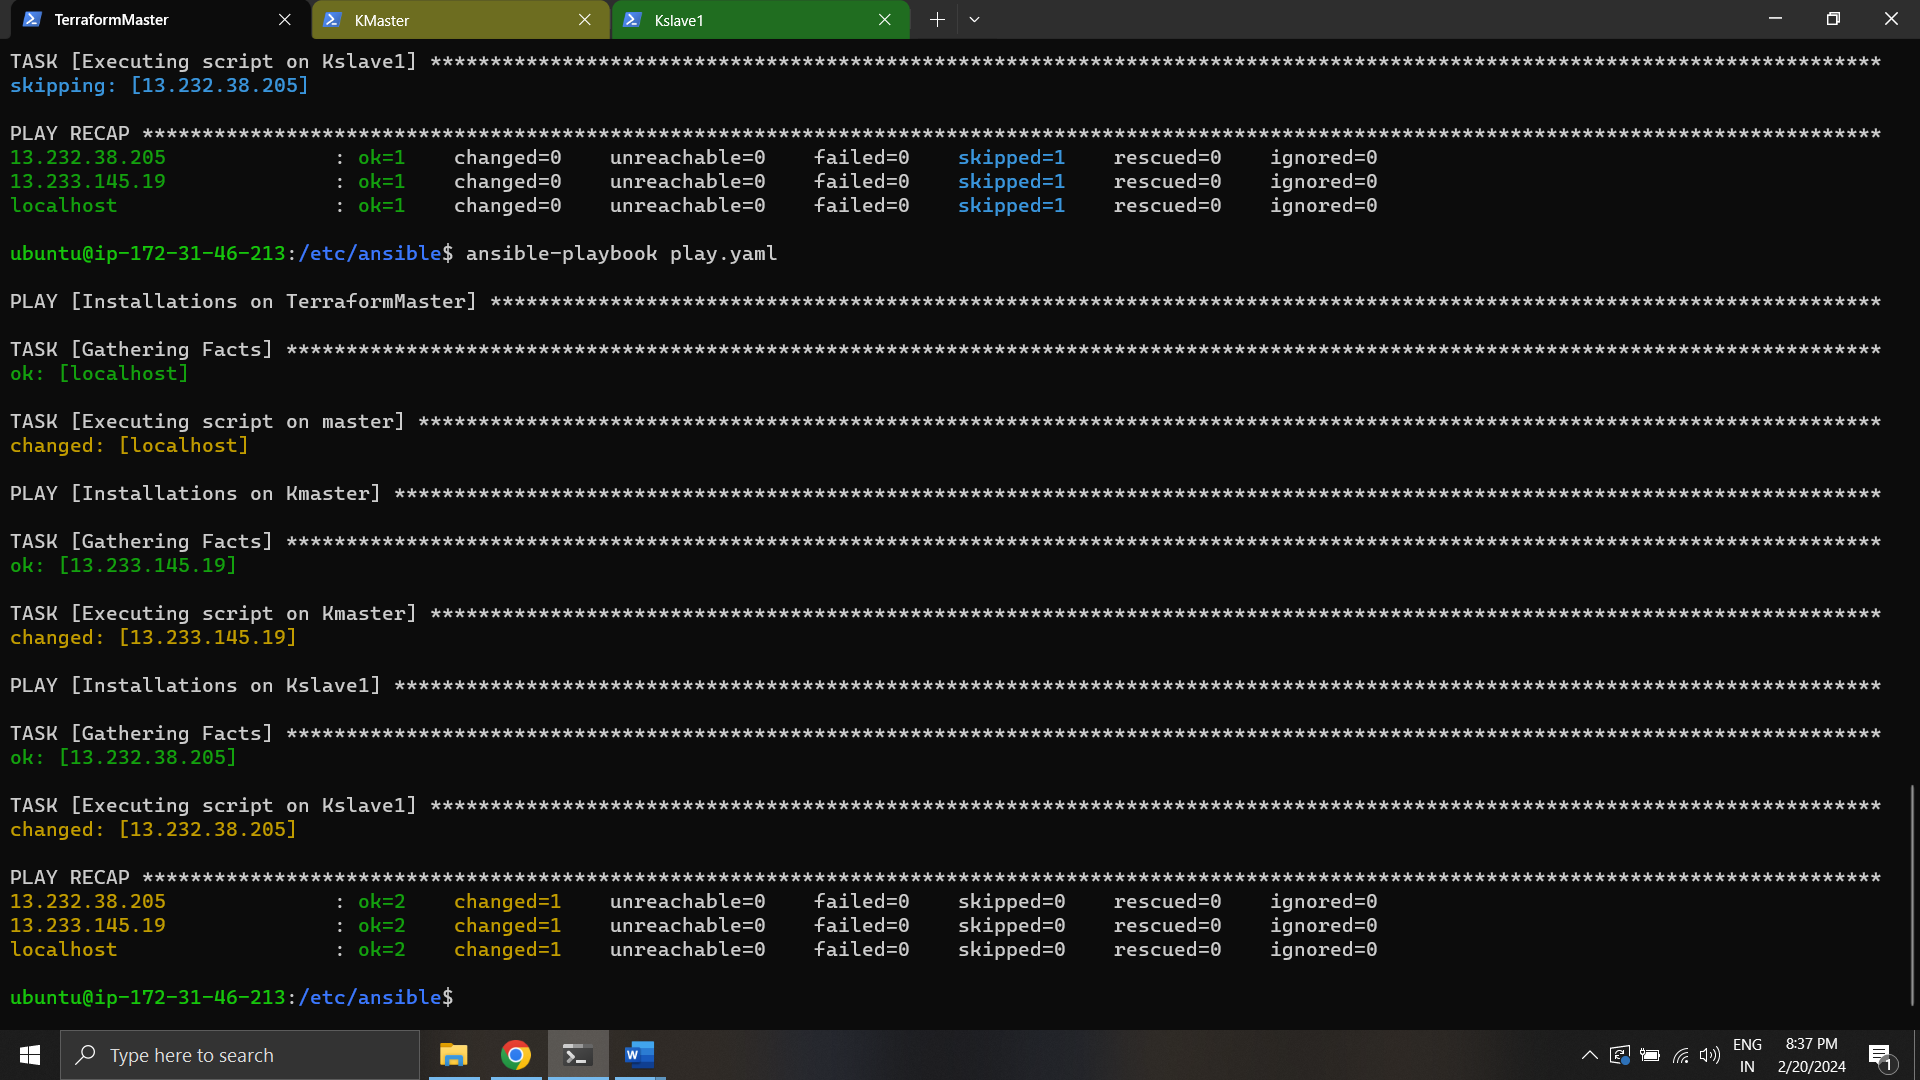 TerraformMaster
KMaster
Kslave1
TASK [Executing script on Kslave1] *************************************************************************************************************************
skipping: [13.232.38.205]
PLAY RECAP *************************************************************************************************************************************************
13.232.38.205 : ok=1 changed=0 unreachable=0 failed=0 skipped=1 rescued=0 ignored=0
13.233.145.19 : ok=1 changed=0 unreachable=0 failed=0 skipped=1 rescued=0 ignored=0
localhost : ok=1 changed=0 unreachable=0 failed=0 skipped=1 rescued=0 ignored=0
ubuntu@ip-172-31-46-213:/etc/ansible$ ansible-playbook play.yaml
PLAY [Installations on TerraformMaster] ********************************************************************************************************************
TASK [Gathering Facts] *************************************************************************************************************************************
ok: [localhost]
TASK [Executing script on master] **************************************************************************************************************************
changed: [localhost]
PLAY [Installations on Kmaster] ****************************************************************************************************************************
TASK [Gathering Facts] *************************************************************************************************************************************
ok: [13.233.145.19]
TASK [Executing script on Kmaster] *************************************************************************************************************************
changed: [13.233.145.19]
PLAY [Installations on Kslave1] ****************************************************************************************************************************
TASK [Gathering Facts] *************************************************************************************************************************************
ok: [13.232.38.205]
TASK [Executing script on Kslave1] *************************************************************************************************************************
changed: [13.232.38.205]
PLAY RECAP *************************************************************************************************************************************************
13.232.38.205 : ok=2 changed=1 unreachable=0 failed=0 skipped=0 rescued=0 ignored=0
13.233.145.19 : ok=2 changed=1 unreachable=0 failed=0 skipped=0 rescued=0 ignored=0
localhost : ok=2 changed=1 unreachable=0 failed=0 skipped=0 rescued=0 ignored=0
ubuntu@ip-172-31-46-213:/etc/ansible$
Type here to search
W
ENG
IN
8:37 PM
2/20/2024
1